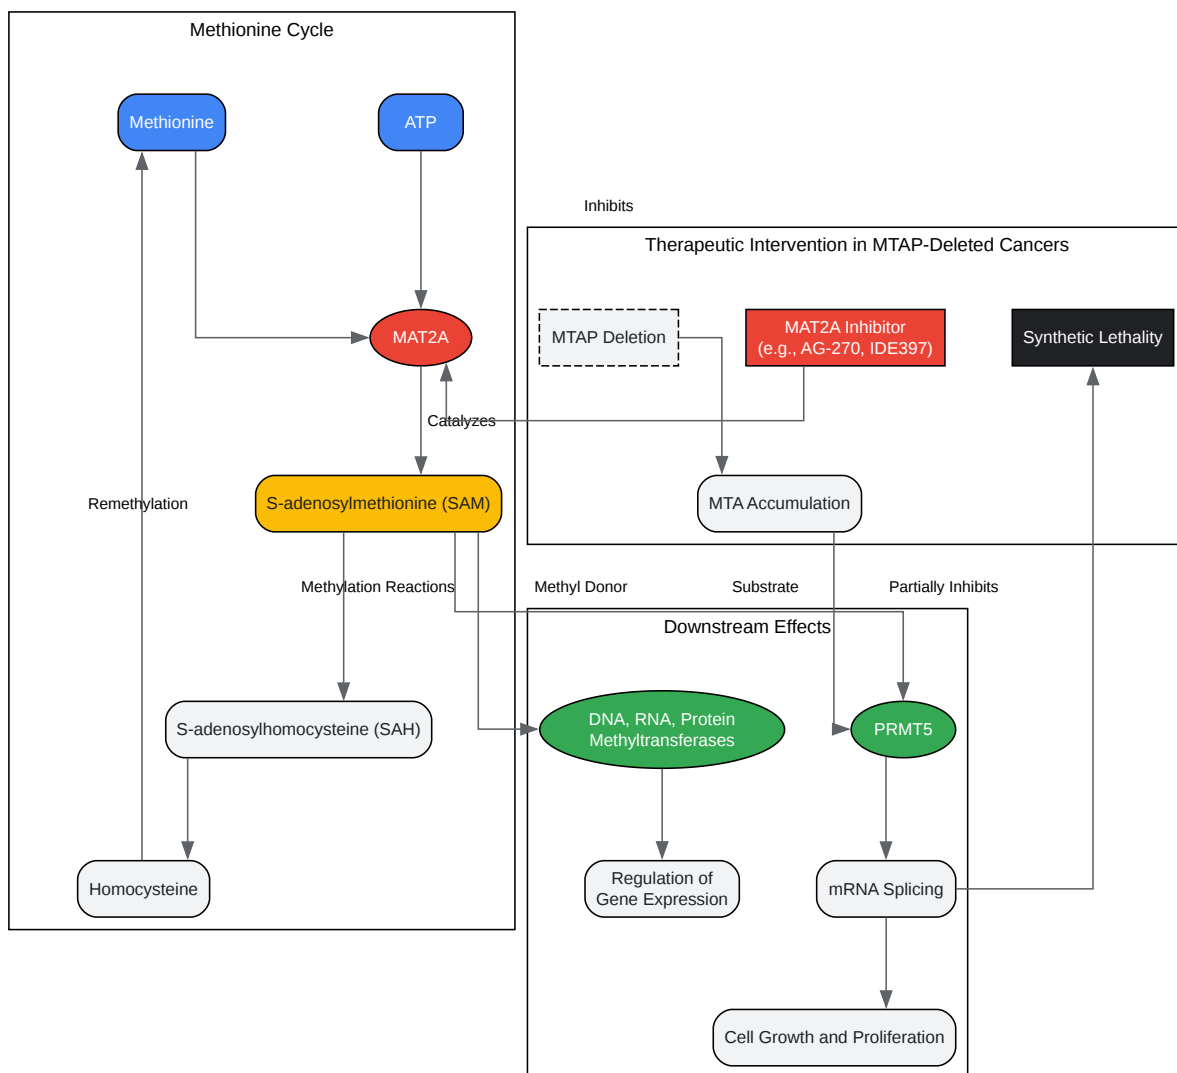 Methionine Cycle
Methionine
ATP
Inhibits
Therapeutic Intervention in MTAP-Deleted Cancers
MAT2A
MTAP Deletion
MAT2A Inhibitor
(e.g., AG-270, IDE397)
Synthetic Lethality
Catalyzes
Remethylation
S-adenosylmethionine (SAM)
MTA Accumulation
Methylation Reactions
Methyl Donor
Substrate
Partially Inhibits
Downstream Effects
S-adenosylhomocysteine (SAH)
DNA, RNA, Protein
Methyltransferases
PRMT5
Homocysteine
Regulation of
Gene Expression
mRNA Splicing
Cell Growth and Proliferation